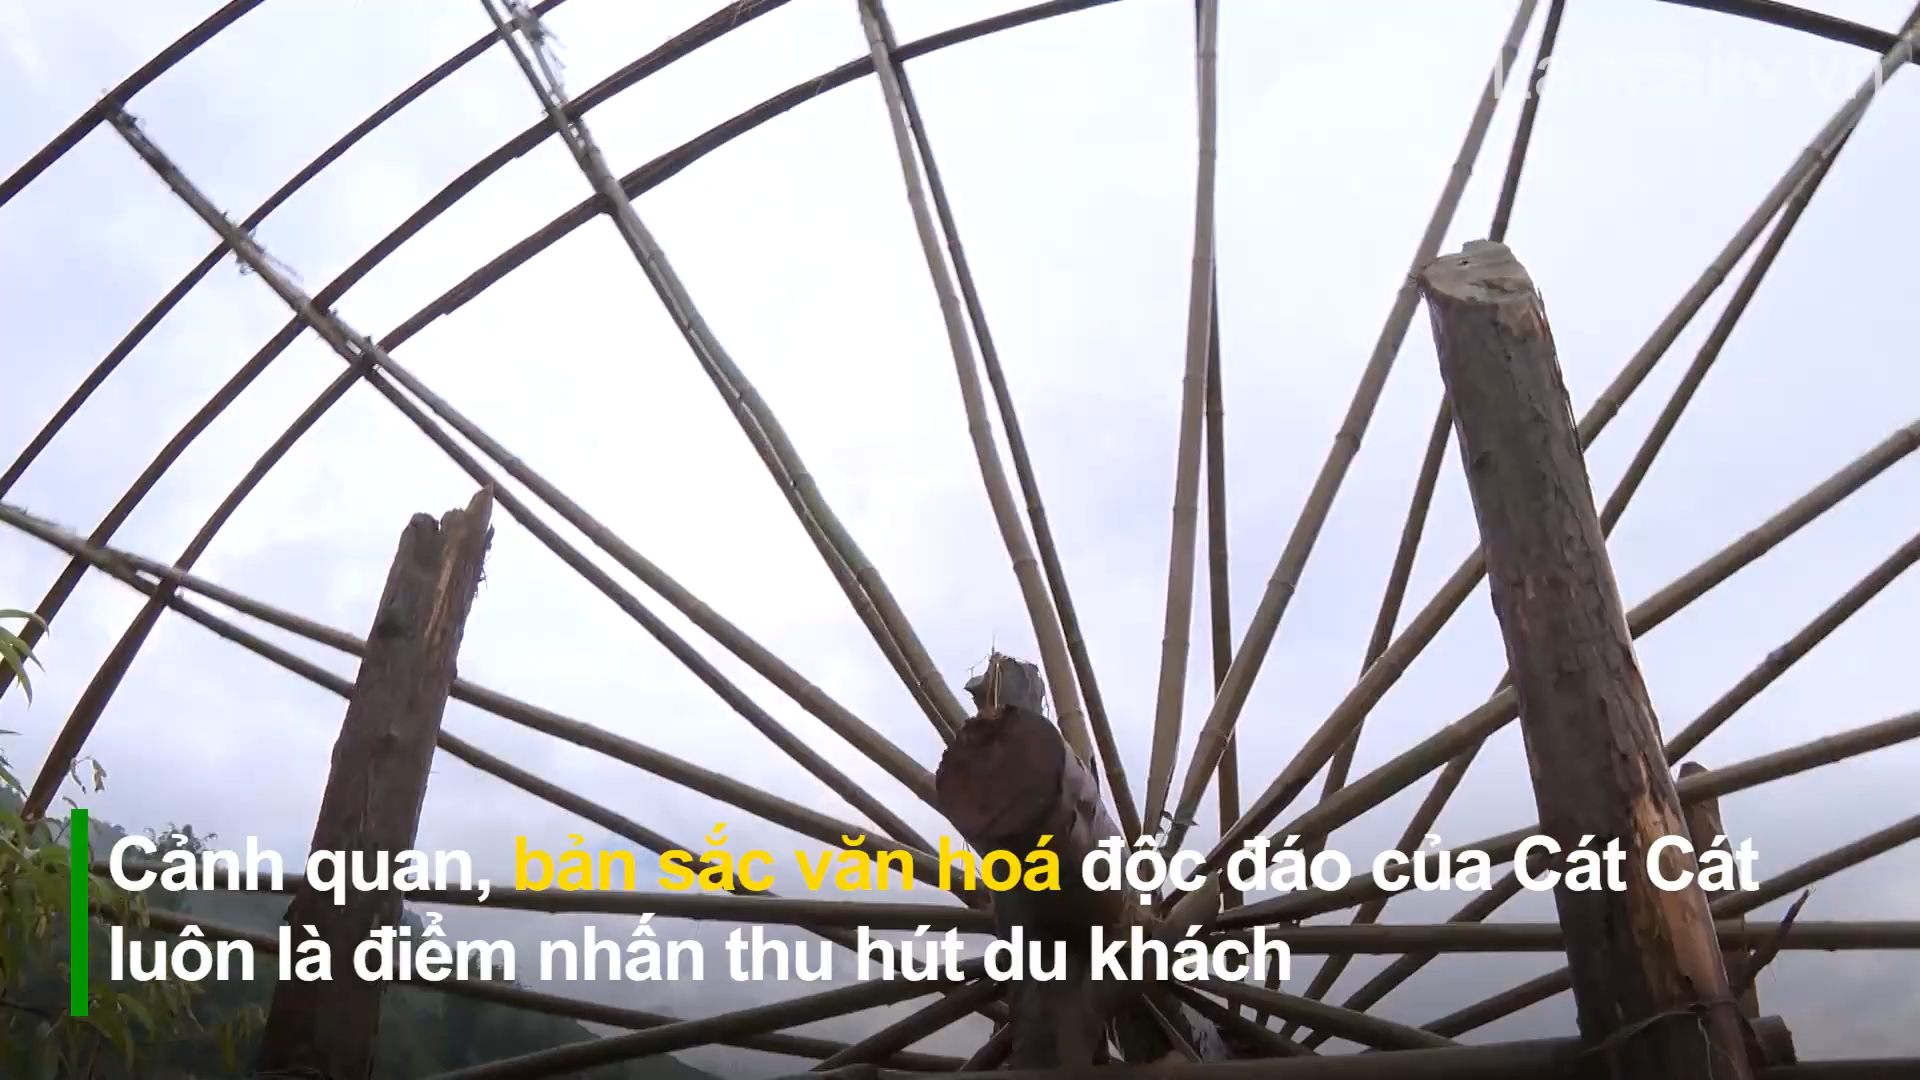 Cảnh quan, bản sắc văn hoá độc đáo của Cát Cát
luôn là điểm nhấn thu hút du khách